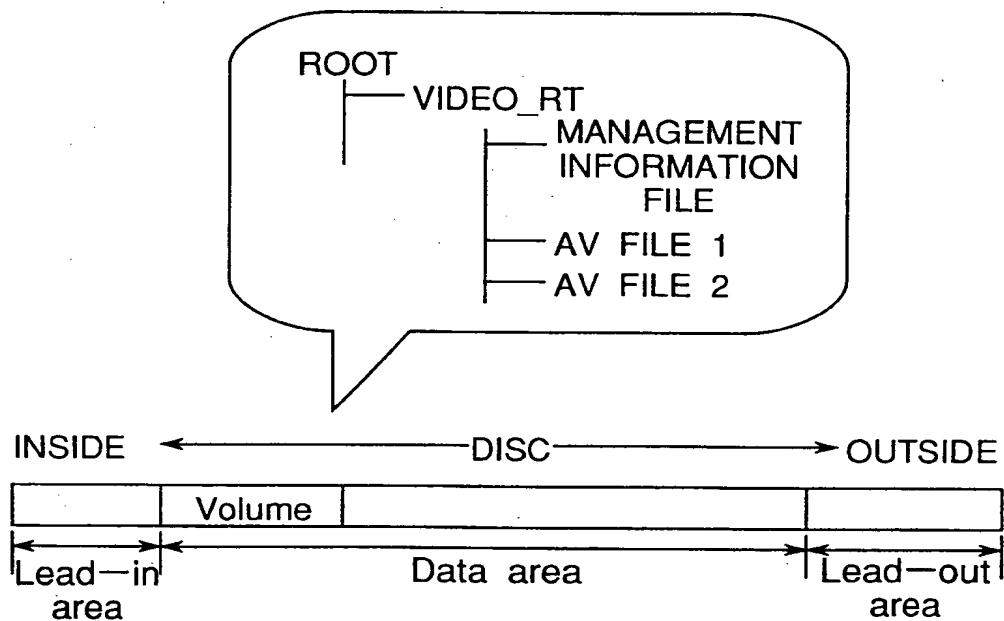 ROOT
VIDEO_RT
MANAGEMENT
INFORMATION
FILE
AV FILE 1
AV FILE 2
INSIDE DISC OUTSIDE
Volume
Lead-in
area
Data area
Lead-out
area